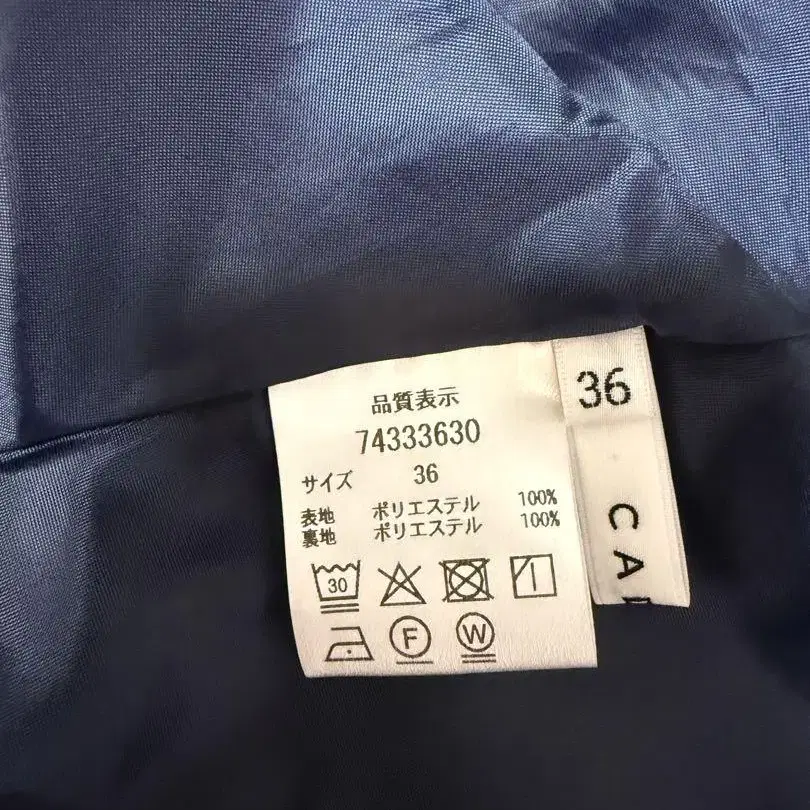 品質表示
74333630
サイズ 36
表地 ポリエステル 100%
裏地 ポリエステル 100%
30
F W
36